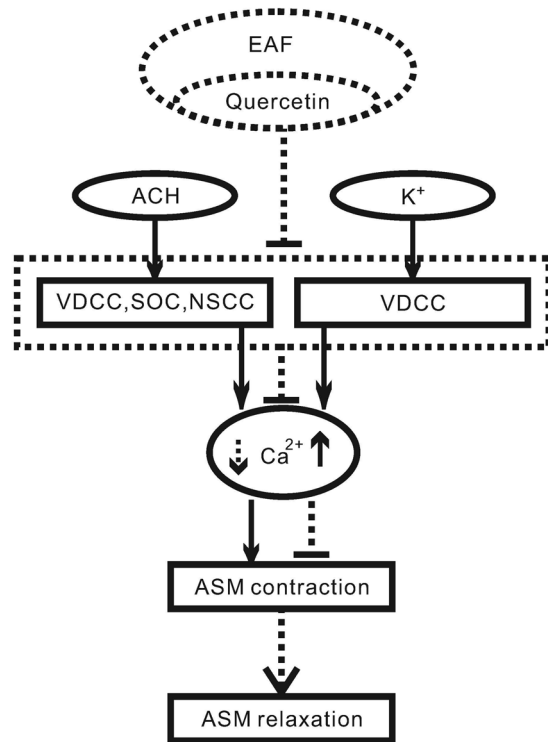 EAF
Quercetin
ACH
K⁺
VDCC,SOC,NSCC
VDCC
Ca²⁺
ASM contraction
ASM relaxation